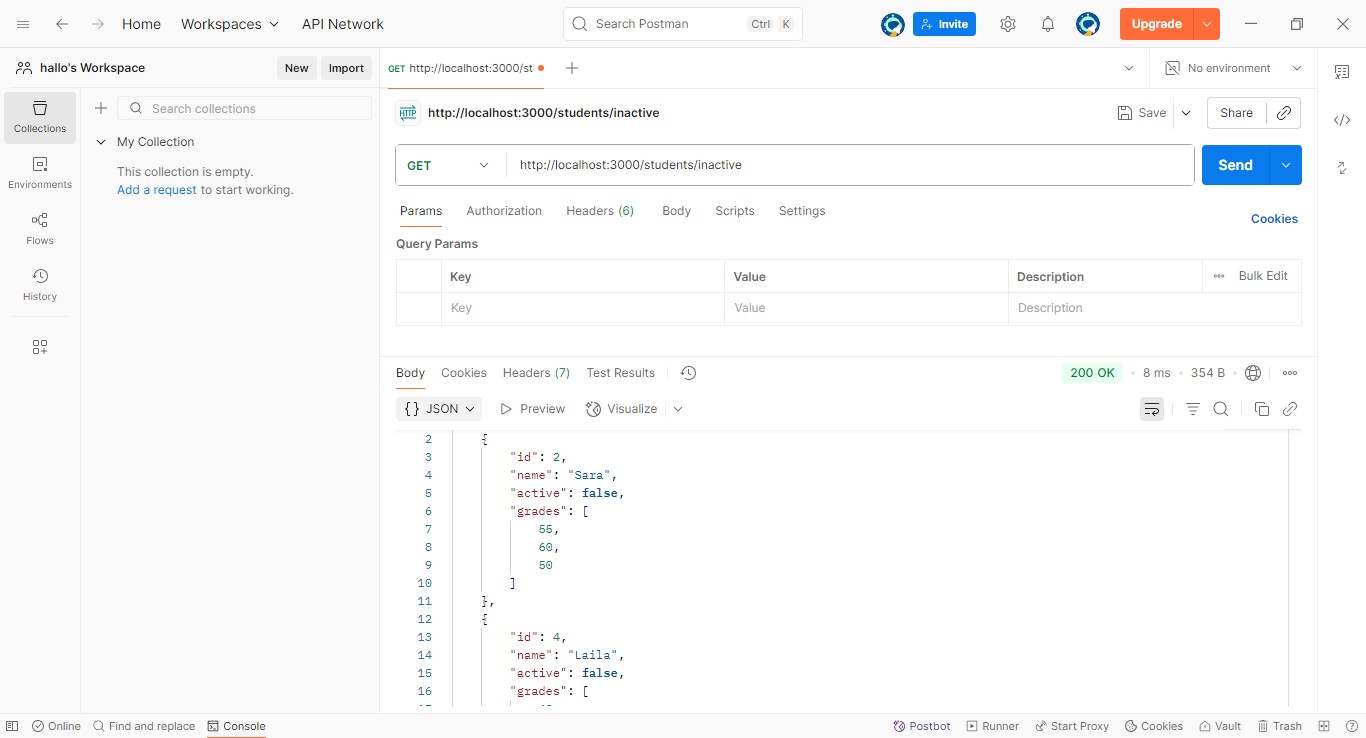 Home Workspaces API Network Search Postman Ctrl K Invite Upgrade
hallo's Workspace New Import GET http://localhost:3000/st No environment
Collections
Search collections
HTTP http://localhost:3000/students/inactive Save Share
My Collection
This collection is empty.
Add a request to start working.
Environments
Flows
History
GET http://localhost:3000/students/inactive Send
Params Authorization Headers (6) Body Scripts Settings Cookies
Query Params
Key Value Description Bulk Edit
Key Value Description
Body Cookies Headers (7) Test Results 200 OK 8 ms 354 B
{} JSON Preview Visualize
2 {
3 "id": 2,
4 "name": "Sara",
5 "active": false,
6 "grades": [
7 55,
8 60,
9 50
10 ]
11 },
12 {
13 "id": 4,
14 "name": "Laila",
15 "active": false,
16 "grades": [
Online Find and replace Console Postbot Runner Start Proxy Cookies Vault Trash